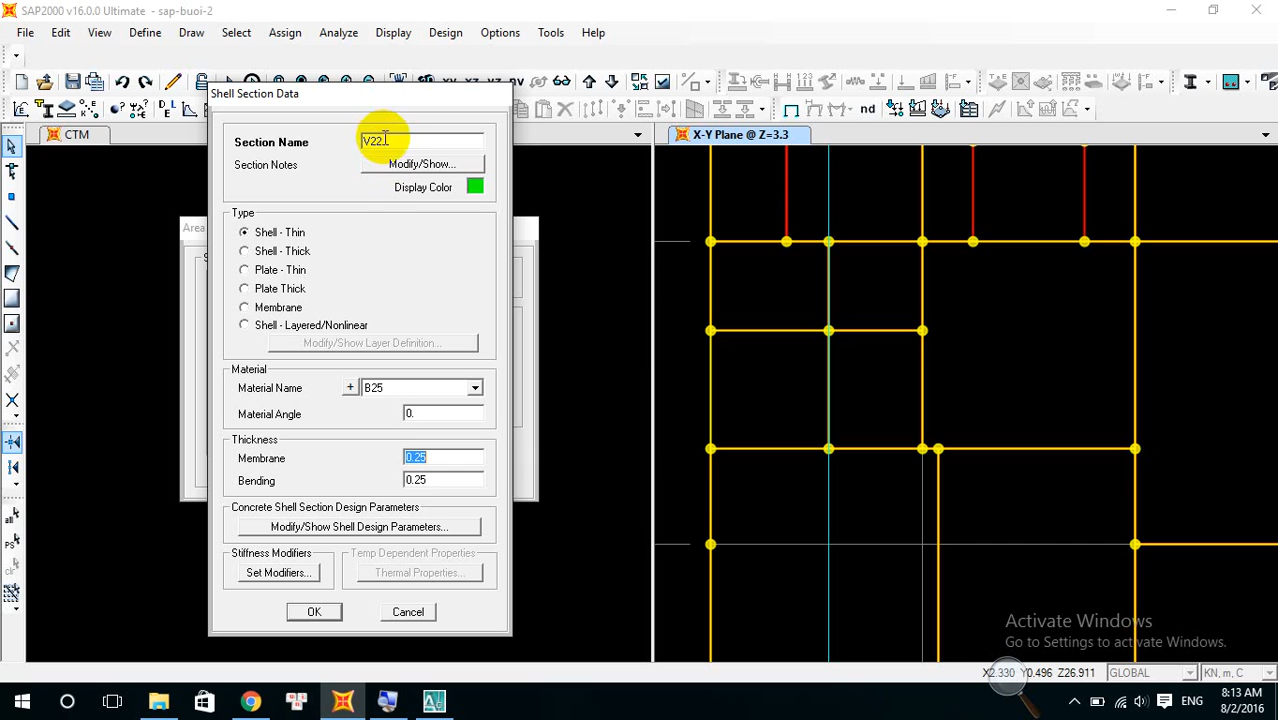 SAP2000 v16.0.0 Ultimate - sap-buoi-2
File Edit View Define Draw Select Assign Analyze Display Design Options Tools Help
nd
CTM
X-Y Plane @ Z=3.3
Shell Section Data
Section Name
V22.
Section Notes
Modify/Show...
Display Color
Type
Shell - Thin
Shell - Thick
Plate - Thin
Plate Thick
Membrane
Shell - Layered/Nonlinear
Modify/Show Layer Definition...
Material
Material Name + B25
Material Angle 0.
Thickness
Membrane 0.25
Bending 0.25
Concrete Shell Section Design Parameters
Modify/Show Shell Design Parameters...
Stiffness Modifiers
Set Modifiers...
Temp Dependent Properties
Thermal Properties...
OK Cancel
Area
all
PS
clr
Activate Windows
Go to Settings to activate Windows.
X2.330 Y0.496 Z26.911
GLOBAL
KN, m, C
ENG
8:13 AM
8/2/2016